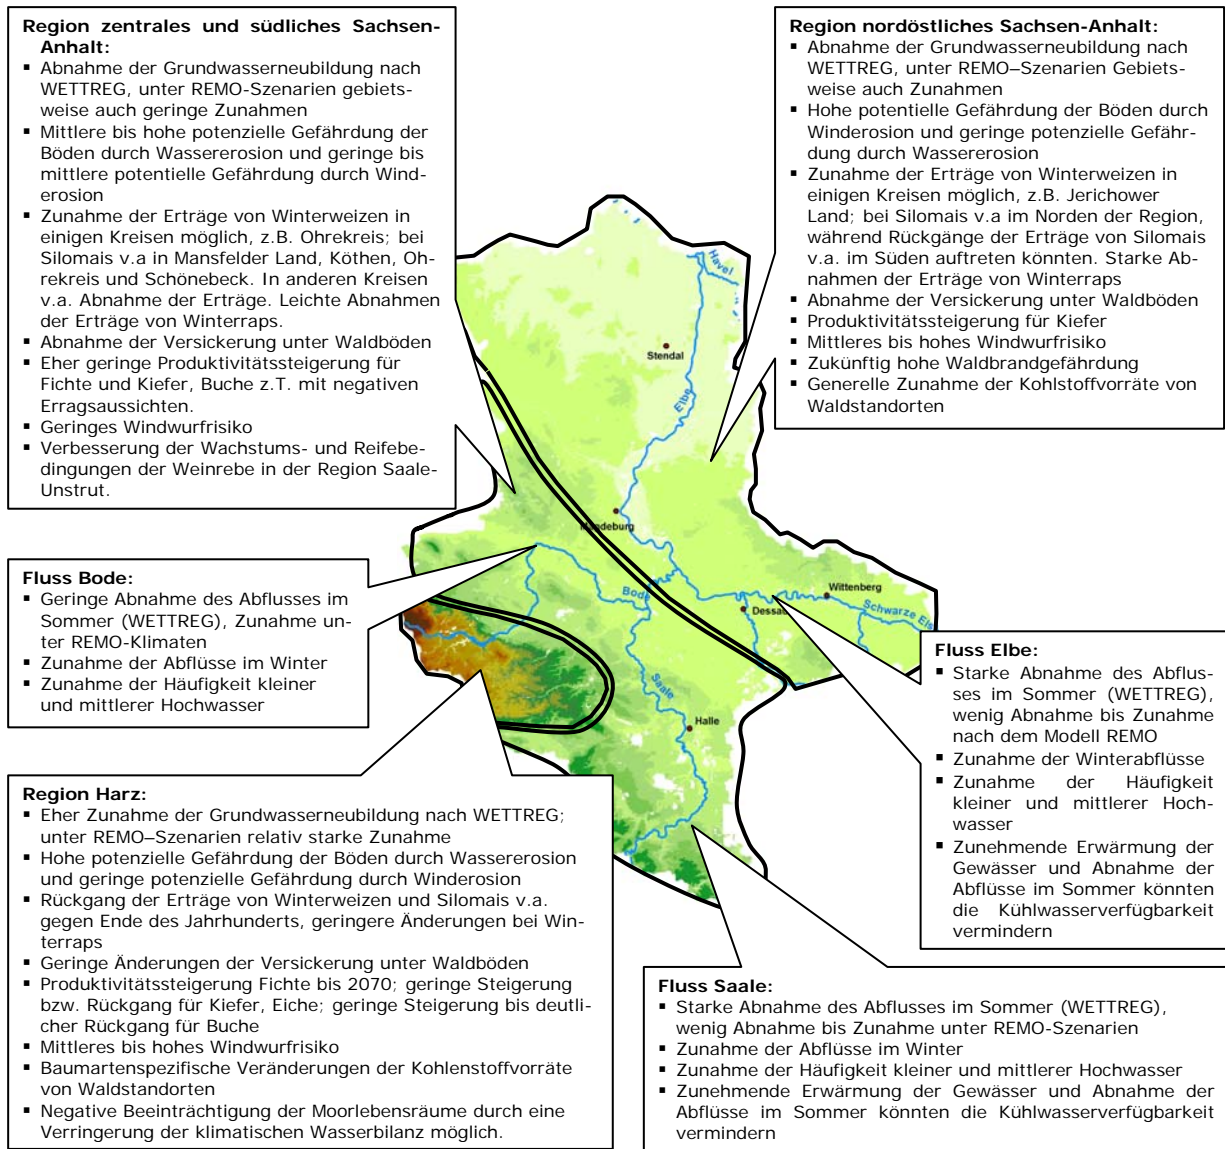 Region zentrales und südliches Sachsen-
Anhalt:
▪ Abnahme der Grundwasserneubildung nach
WETTREG, unter REMO-Szenarien gebiets-
weise auch geringe Zunahmen
▪ Mittlere bis hohe potenzielle Gefährdung der
Böden durch Wassererosion und geringe bis
mittlere potentielle Gefährdung durch Wind-
erosion
▪ Zunahme der Erträge von Winterweizen in
einigen Kreisen möglich, z.B. Ohrekreis; bei
Silomais v.a in Mansfelder Land, Köthen, Oh-
rekreis und Schönebeck. In anderen Kreisen
v.a. Abnahme der Erträge. Leichte Abnahmen
der Erträge von Winterraps.
▪ Abnahme der Versickerung unter Waldböden
▪ Eher geringe Produktivitätssteigerung für
Fichte und Kiefer, Buche z.T. mit negativen
Erragsaussichten.
▪ Geringes Windwurfrisiko
▪ Verbesserung der Wachstums- und Reifebe-
dingungen der Weinrebe in der Region Saale-
Unstrut.
Region nordöstliches Sachsen-Anhalt:
▪ Abnahme der Grundwasserneubildung nach
WETTREG, unter REMO–Szenarien Gebiets-
weise auch Zunahmen
▪ Hohe potentielle Gefährdung der Böden durch
Winderosion und geringe potenzielle Gefähr-
dung durch Wassererosion
▪ Zunahme der Erträge von Winterweizen in
einigen Kreisen möglich, z.B. Jerichower
Land; bei Silomais v.a im Norden der Region,
während Rückgänge der Erträge von Silomais
v.a. im Süden auftreten könnten. Starke Ab-
nahmen der Erträge von Winterraps
▪ Abnahme der Versickerung unter Waldböden
▪ Produktivitätssteigerung für Kiefer
▪ Mittleres bis hohes Windwurfrisiko
▪ Zukünftig hohe Waldbrandgefährdung
▪ Generelle Zunahme der Kohlstoffvorräte von
Waldstandorten
Havel
Stendal
Elbe
Wittenberg
Bode
Schwarze Els
Saale
Halle
Fluss Bode:
▪ Geringe Abnahme des Abflusses im
Sommer (WETTREG), Zunahme un-
ter REMO-Klimaten
▪ Zunahme der Abflüsse im Winter
▪ Zunahme der Häufigkeit kleiner
und mittlerer Hochwasser
Fluss Elbe:
▪ Starke Abnahme des Abflus-
ses im Sommer (WETTREG),
wenig Abnahme bis Zunahme
nach dem Modell REMO
▪ Zunahme der Winterabflüsse
▪ Zunahme der Häufigkeit
kleiner und mittlerer Hoch-
wasser
▪ Zunehmende Erwärmung der
Gewässer und Abnahme der
Abflüsse im Sommer könnten
die Kühlwasserverfügbarkeit
vermindern
Region Harz:
▪ Eher Zunahme der Grundwasserneubildung nach WETTREG;
unter REMO–Szenarien relativ starke Zunahme
▪ Hohe potenzielle Gefährdung der Böden durch Wassererosion
und geringe potenzielle Gefährdung durch Winderosion
▪ Rückgang der Erträge von Winterweizen und Silomais v.a.
gegen Ende des Jahrhunderts, geringere Änderungen bei Win-
terraps
▪ Geringe Änderungen der Versickerung unter Waldböden
▪ Produktivitätssteigerung Fichte bis 2070; geringe Steigerung
bzw. Rückgang für Kiefer, Eiche; geringe Steigerung bis deutli-
cher Rückgang für Buche
▪ Mittleres bis hohes Windwurfrisiko
▪ Baumartenspezifische Veränderungen der Kohlenstoffvorräte
von Waldstandorten
▪ Negative Beeinträchtigung der Moorlebensräume durch eine
Verringerung der klimatischen Wasserbilanz möglich.
Fluss Saale:
▪ Starke Abnahme des Abflusses im Sommer (WETTREG),
wenig Abnahme bis Zunahme unter REMO-Szenarien
▪ Zunahme der Abflüsse im Winter
▪ Zunahme der Häufigkeit kleiner und mittlerer Hochwasser
▪ Zunehmende Erwärmung der Gewässer und Abnahme der
Abflüsse im Sommer könnten die Kühlwasserverfügbarkeit
vermindern